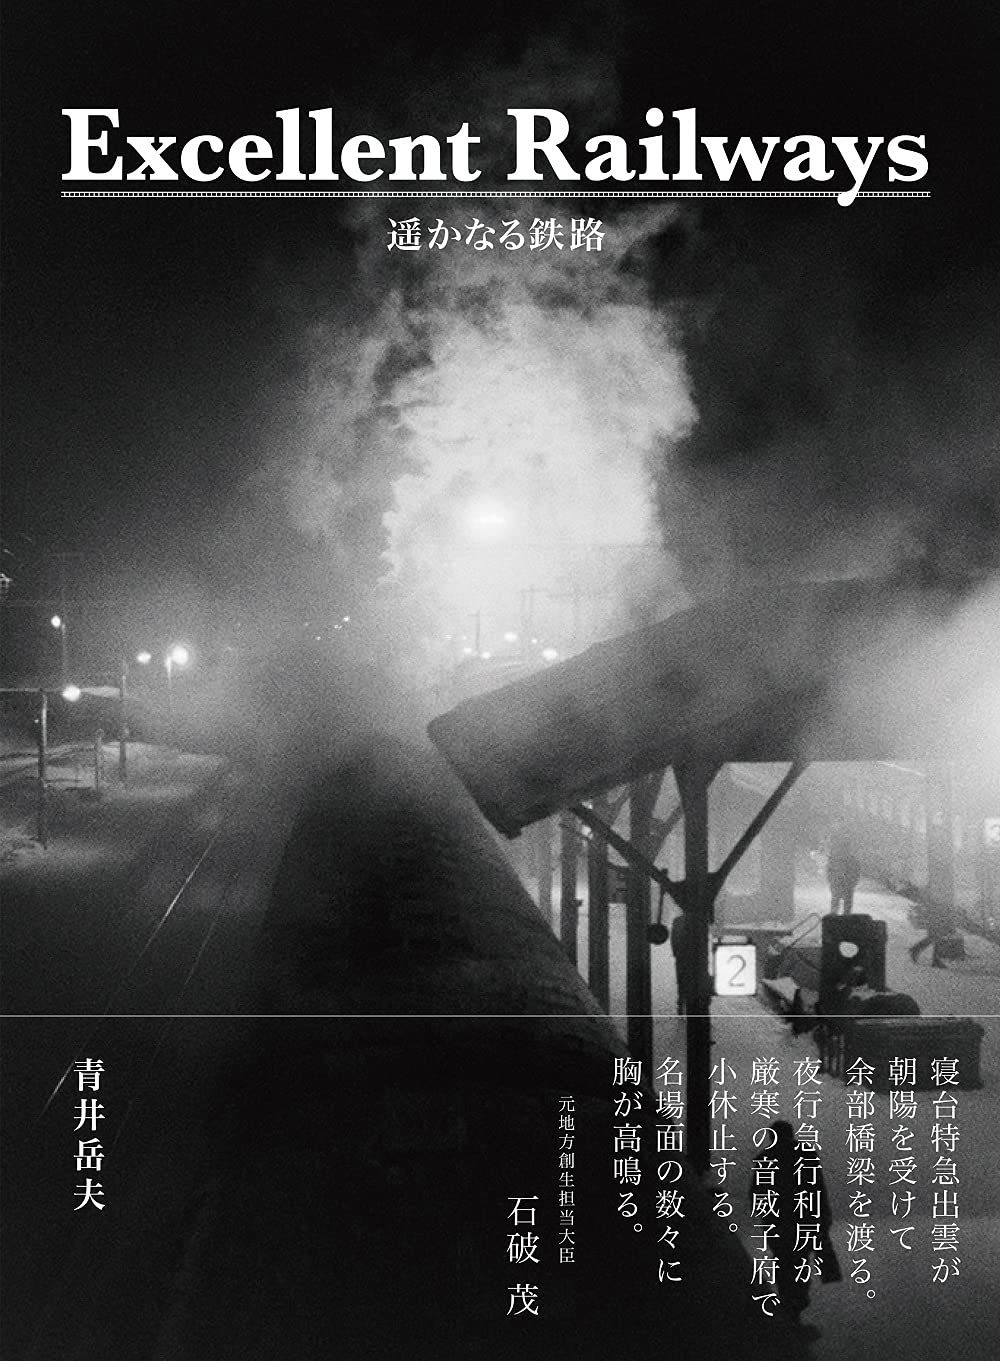 Excellent Railways
遥かなる鉄路
2
寝台特急出雲が
朝陽を受けて
余部橋梁を渡る。
夜行急行利尻が
厳寒の音威子府で
小休止する。
名場面の数々に
胸が高鳴る。
元地方創生担当大臣
石破 茂
青井岳夫